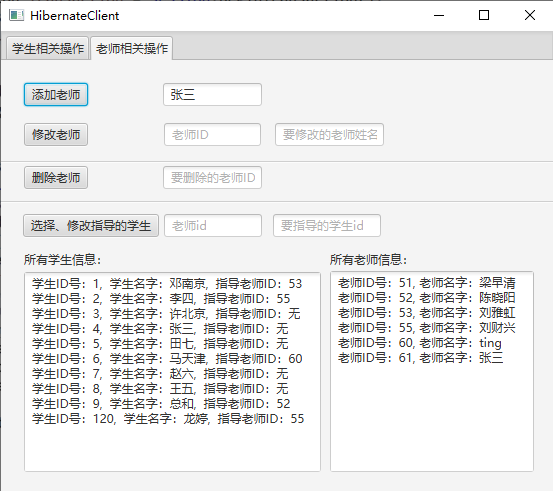 HibernateClient
学生相关操作 老师相关操作
添加老师 张三
修改老师 老师ID 要修改的老师姓名
删除老师 要删除的老师ID
选择、修改指导的学生 老师id 要指导的学生id
所有学生信息：
学生ID号：1，学生名字：邓南京，指导老师ID：53
学生ID号：2，学生名字：李四，指导老师ID：55
学生ID号：3，学生名字：许北京，指导老师ID：无
学生ID号：4，学生名字：张三，指导老师ID：无
学生ID号：5，学生名字：田七，指导老师ID：无
学生ID号：6，学生名字：马天津，指导老师ID：60
学生ID号：7，学生名字：赵六，指导老师ID：无
学生ID号：8，学生名字：王五，指导老师ID：无
学生ID号：9，学生名字：总和，指导老师ID：52
学生ID号：120，学生名字：龙婷，指导老师ID：55
所有老师信息：
老师ID号：51, 老师名字：梁早清
老师ID号：52, 老师名字：陈晓阳
老师ID号：53, 老师名字：刘雅虹
老师ID号：55, 老师名字：刘财兴
老师ID号：60, 老师名字：ting
老师ID号：61, 老师名字：张三